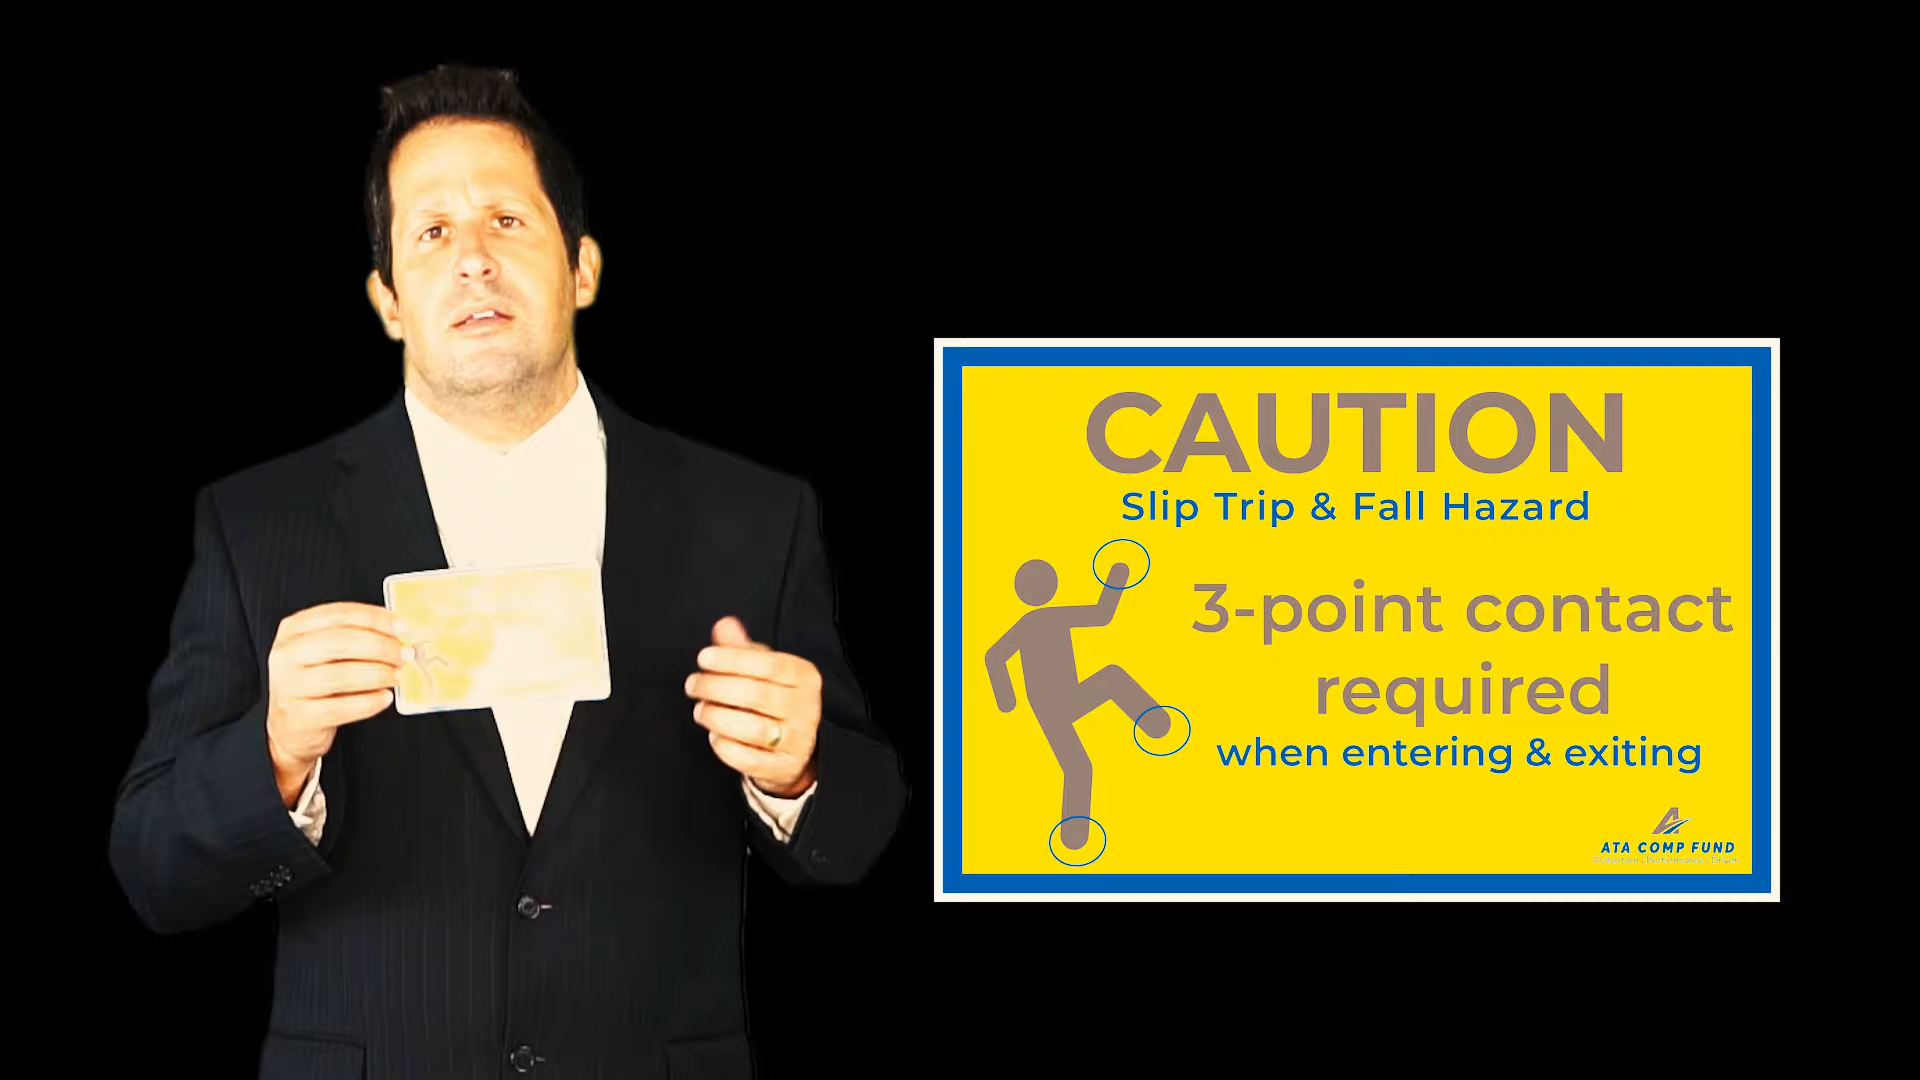 CAUTION
Slip Trip & Fall Hazard
3-point contact
required
when entering & exiting
ATA COMP FUND